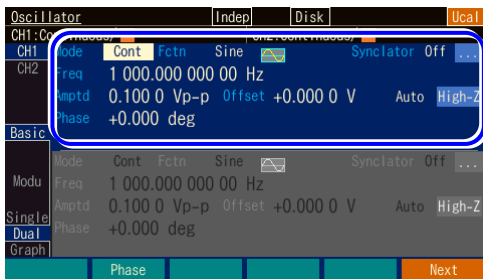 Oscillator Indep Disk Ucal
CH1:Co
CH1 Mode Cont Fctn Sine Synclator Off ...
CH2 Freq 1 000.000 000 00 Hz
Amptd 0.100 0 Vp-p Offset +0.000 0 V Auto High-Z
Phase +0.000 deg
Basic
Mode Cont Fctn Sine Synclator Off ...
Modu Freq 1 000.000 000 00 Hz
Amptd 0.100 0 Vp-p Offset +0.000 0 V Auto High-Z
Single
Dual Phase +0.000 deg
Graph
Phase Next